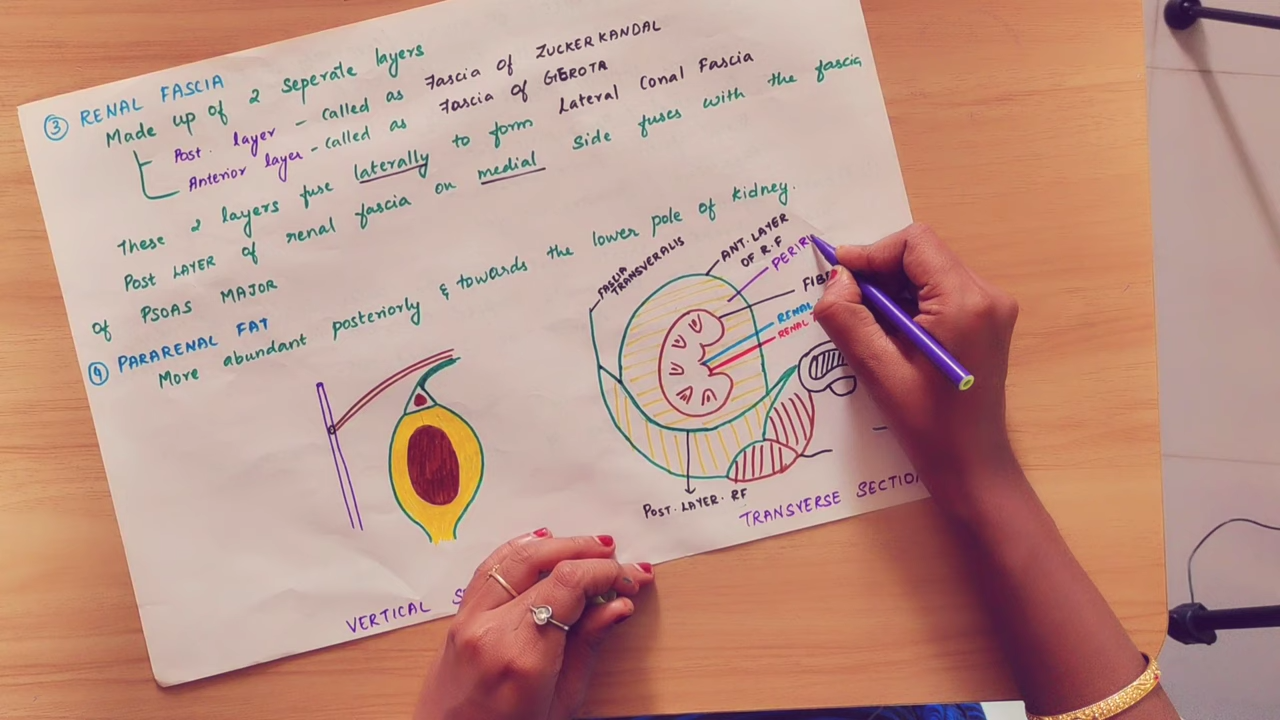 ③ RENAL FASCIA
Made up of 2 seperate layers
Post. layer - called as Fascia of ZUCKERKANDAL
Anterior layer - called as Fascia of GEROTA
These 2 layers fuse laterally to form Lateral Conal Fascia
Post LAYER of renal fascia on medial side fuses with the fascia
of PSOAS MAJOR
④ PARARENAL FAT
More abundant posteriorly & towards the lower pole of kidney.
FASCIA
TRANSVERALIS
ANT. LAYER
OF R.F
PERIR
FIB
RENAL
RENAL
POST. LAYER. RF
VERTICAL S
TRANSVERSE SECTION